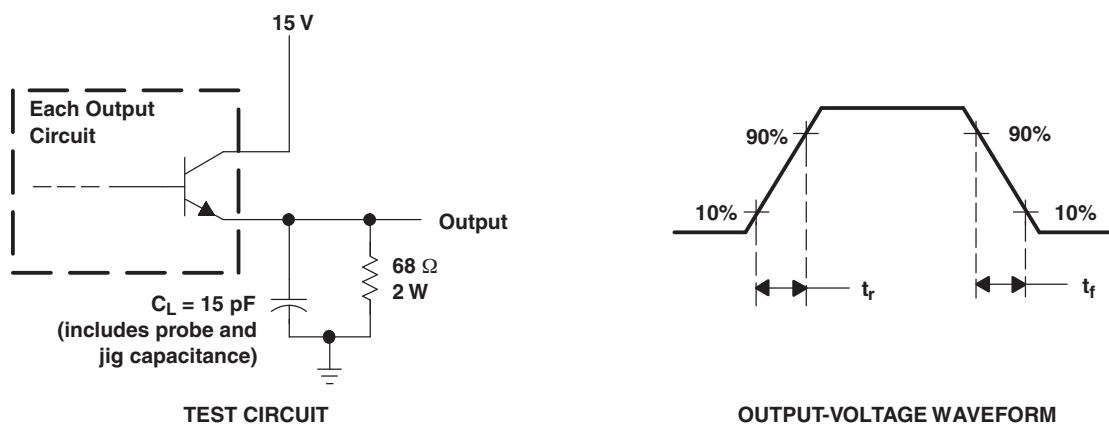 15 V
Each Output
Circuit
Output
68 Ω
2 W
C_L = 15 pF
(includes probe and
jig capacitance)
TEST CIRCUIT
90%
90%
10%
10%
t_r
t_f
OUTPUT-VOLTAGE WAVEFORM